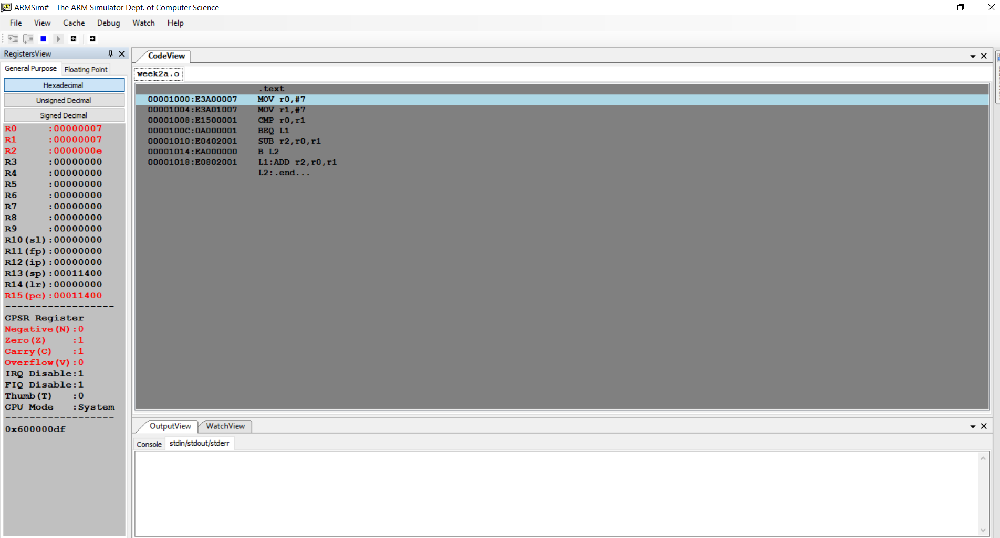 ARMSim# - The ARM Simulator Dept. of Computer Science
File View Cache Debug Watch Help
RegistersView
General Purpose Floating Point
Hexadecimal
Unsigned Decimal
Signed Decimal
R0 :00000007
R1 :00000007
R2 :0000000e
R3 :00000000
R4 :00000000
R5 :00000000
R6 :00000000
R7 :00000000
R8 :00000000
R9 :00000000
R10(sl):00000000
R11(fp):00000000
R12(ip):00000000
R13(sp):00011400
R14(lr):00000000
R15(pc):00011400
------------------
CPSR Register
Negative(N):0
Zero(Z) :1
Carry(C) :1
Overflow(V):0
IRQ Disable:1
FIQ Disable:1
Thumb(T) :0
CPU Mode :System
------------------
0x600000df
CodeView
week2a.o
.text
00001000:E3A00007 MOV r0,#7
00001004:E3A01007 MOV r1,#7
00001008:E1500001 CMP r0,r1
0000100C:0A000001 BEQ L1
00001010:E0402001 SUB r2,r0,r1
00001014:EA000000 B L2
00001018:E0802001 L1:ADD r2,r0,r1
L2:.end...
OutputView WatchView
Console stdin/stdout/stderr